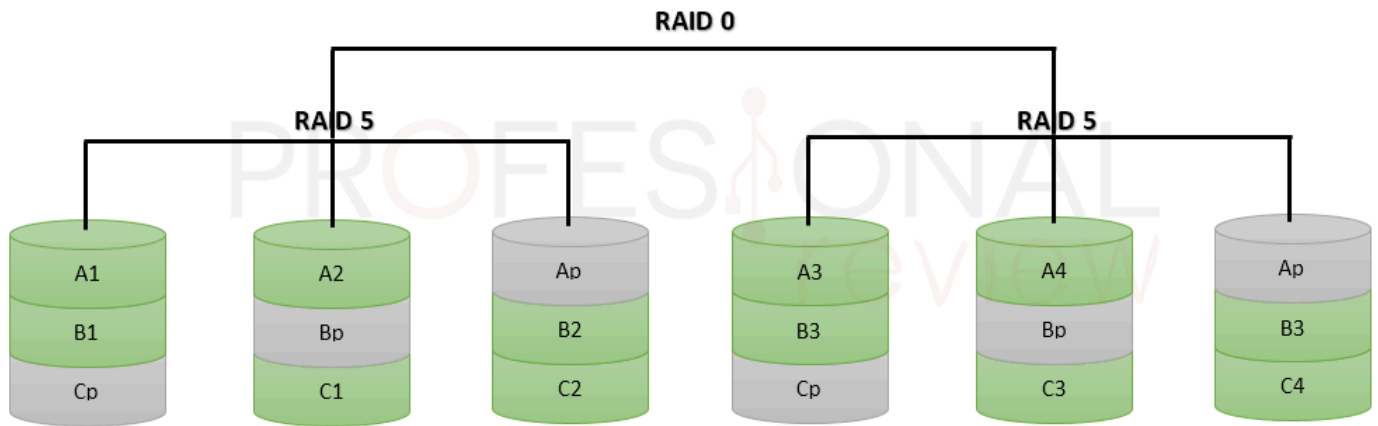 RAID 0
RAID 5
RAID 5
PROFESIONAL
review
A1
A2
Ap
A3
A4
Ap
B1
Bp
B2
B3
Bp
B3
Cp
C1
C2
Cp
C3
C4